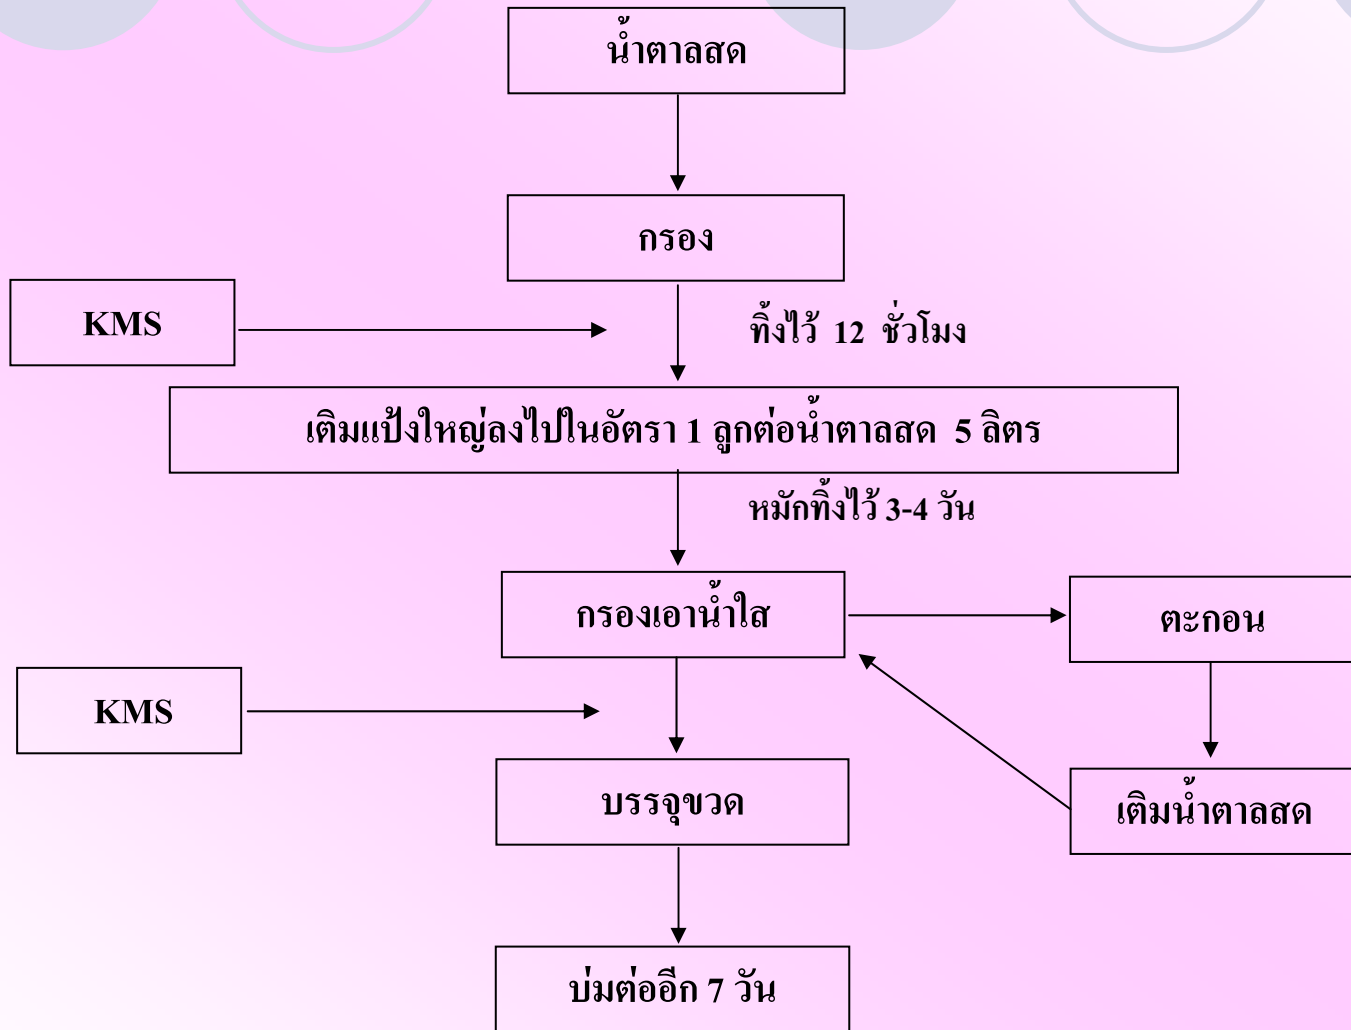 น้ำตาลสด
กรอง
KMS
ทิ้งไว้ 12 ชั่วโมง
เติมแป้งใหญ่ลงไปในอัตรา 1 ลูกต่อน้ำตาลสด 5 ลิตร
หมักทิ้งไว้ 3-4 วัน
กรองเอาน้ำใส
ตะกอน
KMS
บรรจุขวด
เติมน้ำตาลสด
บ่มต่ออีก 7 วัน